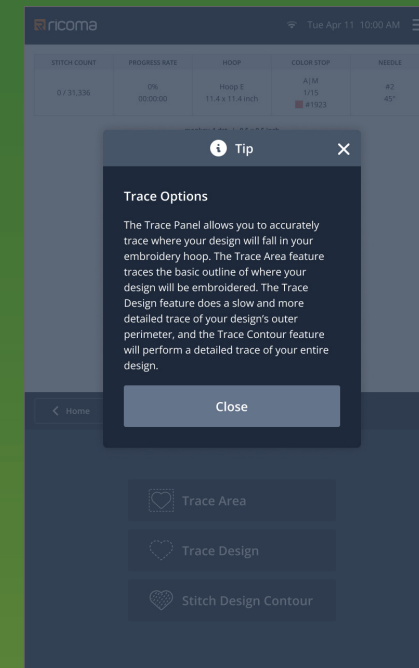 ricoma
Tue Apr 11 10:00 AM
STITCH COUNT PROGRESS RATE HOOP COLOR STOP NEEDLE
0 / 31,336
0%
00:00:00
Hoop E
11.4 x 11.4 inch
A|M
1/15
#1923
#2
45°
Tip
Trace Options
The Trace Panel allows you to accurately
trace where your design will fall in your
embroidery hoop. The Trace Area feature
traces the basic outline of where your
design will be embroidered. The Trace
Design feature does a slow and more
detailed trace of your design's outer
perimeter, and the Trace Contour feature
will perform a detailed trace of your entire
design.
Close
Home
Trace Area
Trace Design
Stitch Design Contour